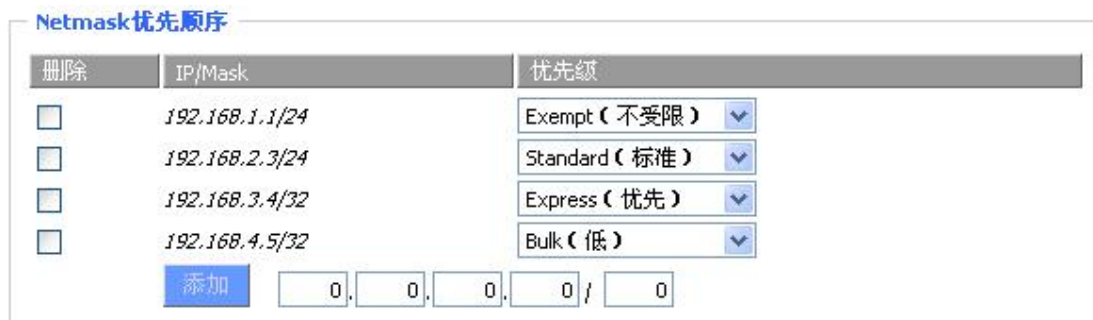 Netmask优先顺序
删除 IP/Mask 优先级
192.168.1.1/24 Exempt(不受限)
192.168.2.3/24 Standard(标准)
192.168.3.4/32 Express(优先)
192.168.4.5/32 Bulk(低)
添加 0. 0. 0. 0 / 0